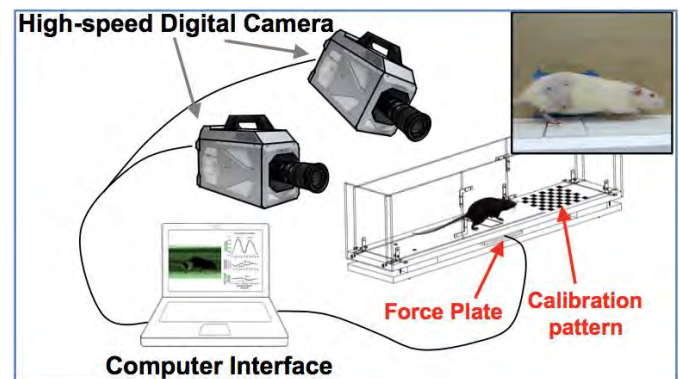 High-speed Digital Camera
Force Plate
Calibration
pattern
Computer Interface